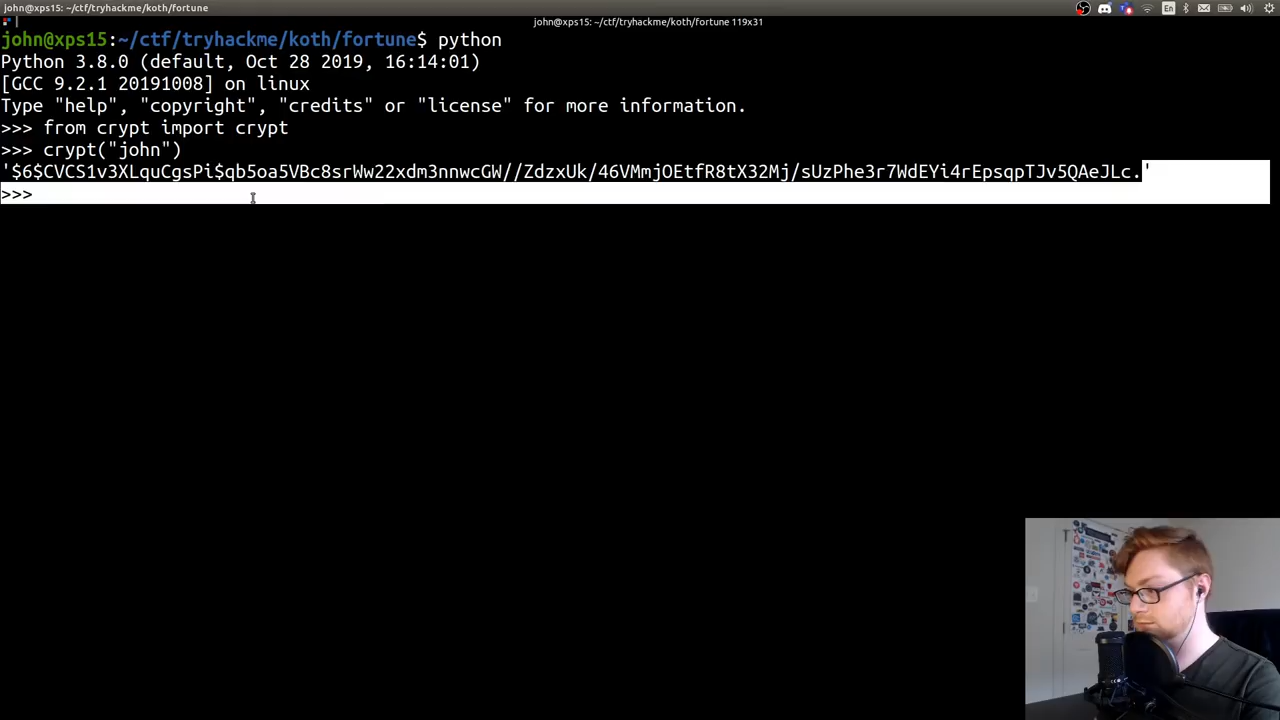 john@xps15: ~/ctf/tryhackme/koth/fortune
En
john@xps15: ~/ctf/tryhackme/koth/fortune 119x31
john@xps15:~/ctf/tryhackme/koth/fortune$ python
Python 3.8.0 (default, Oct 28 2019, 16:14:01)
[GCC 9.2.1 20191008] on linux
Type "help", "copyright", "credits" or "license" for more information.
>>> from crypt import crypt
>>> crypt("john")
'$6$CVCS1v3XLquCgsPi$qb5oa5VBc8srWw22xdm3nnwcGW//ZdzxUk/46VMmjOEtfR8tX32Mj/sUzPhe3r7WdEYi4rEpsqpTJv5QAeJLc.'
>>>